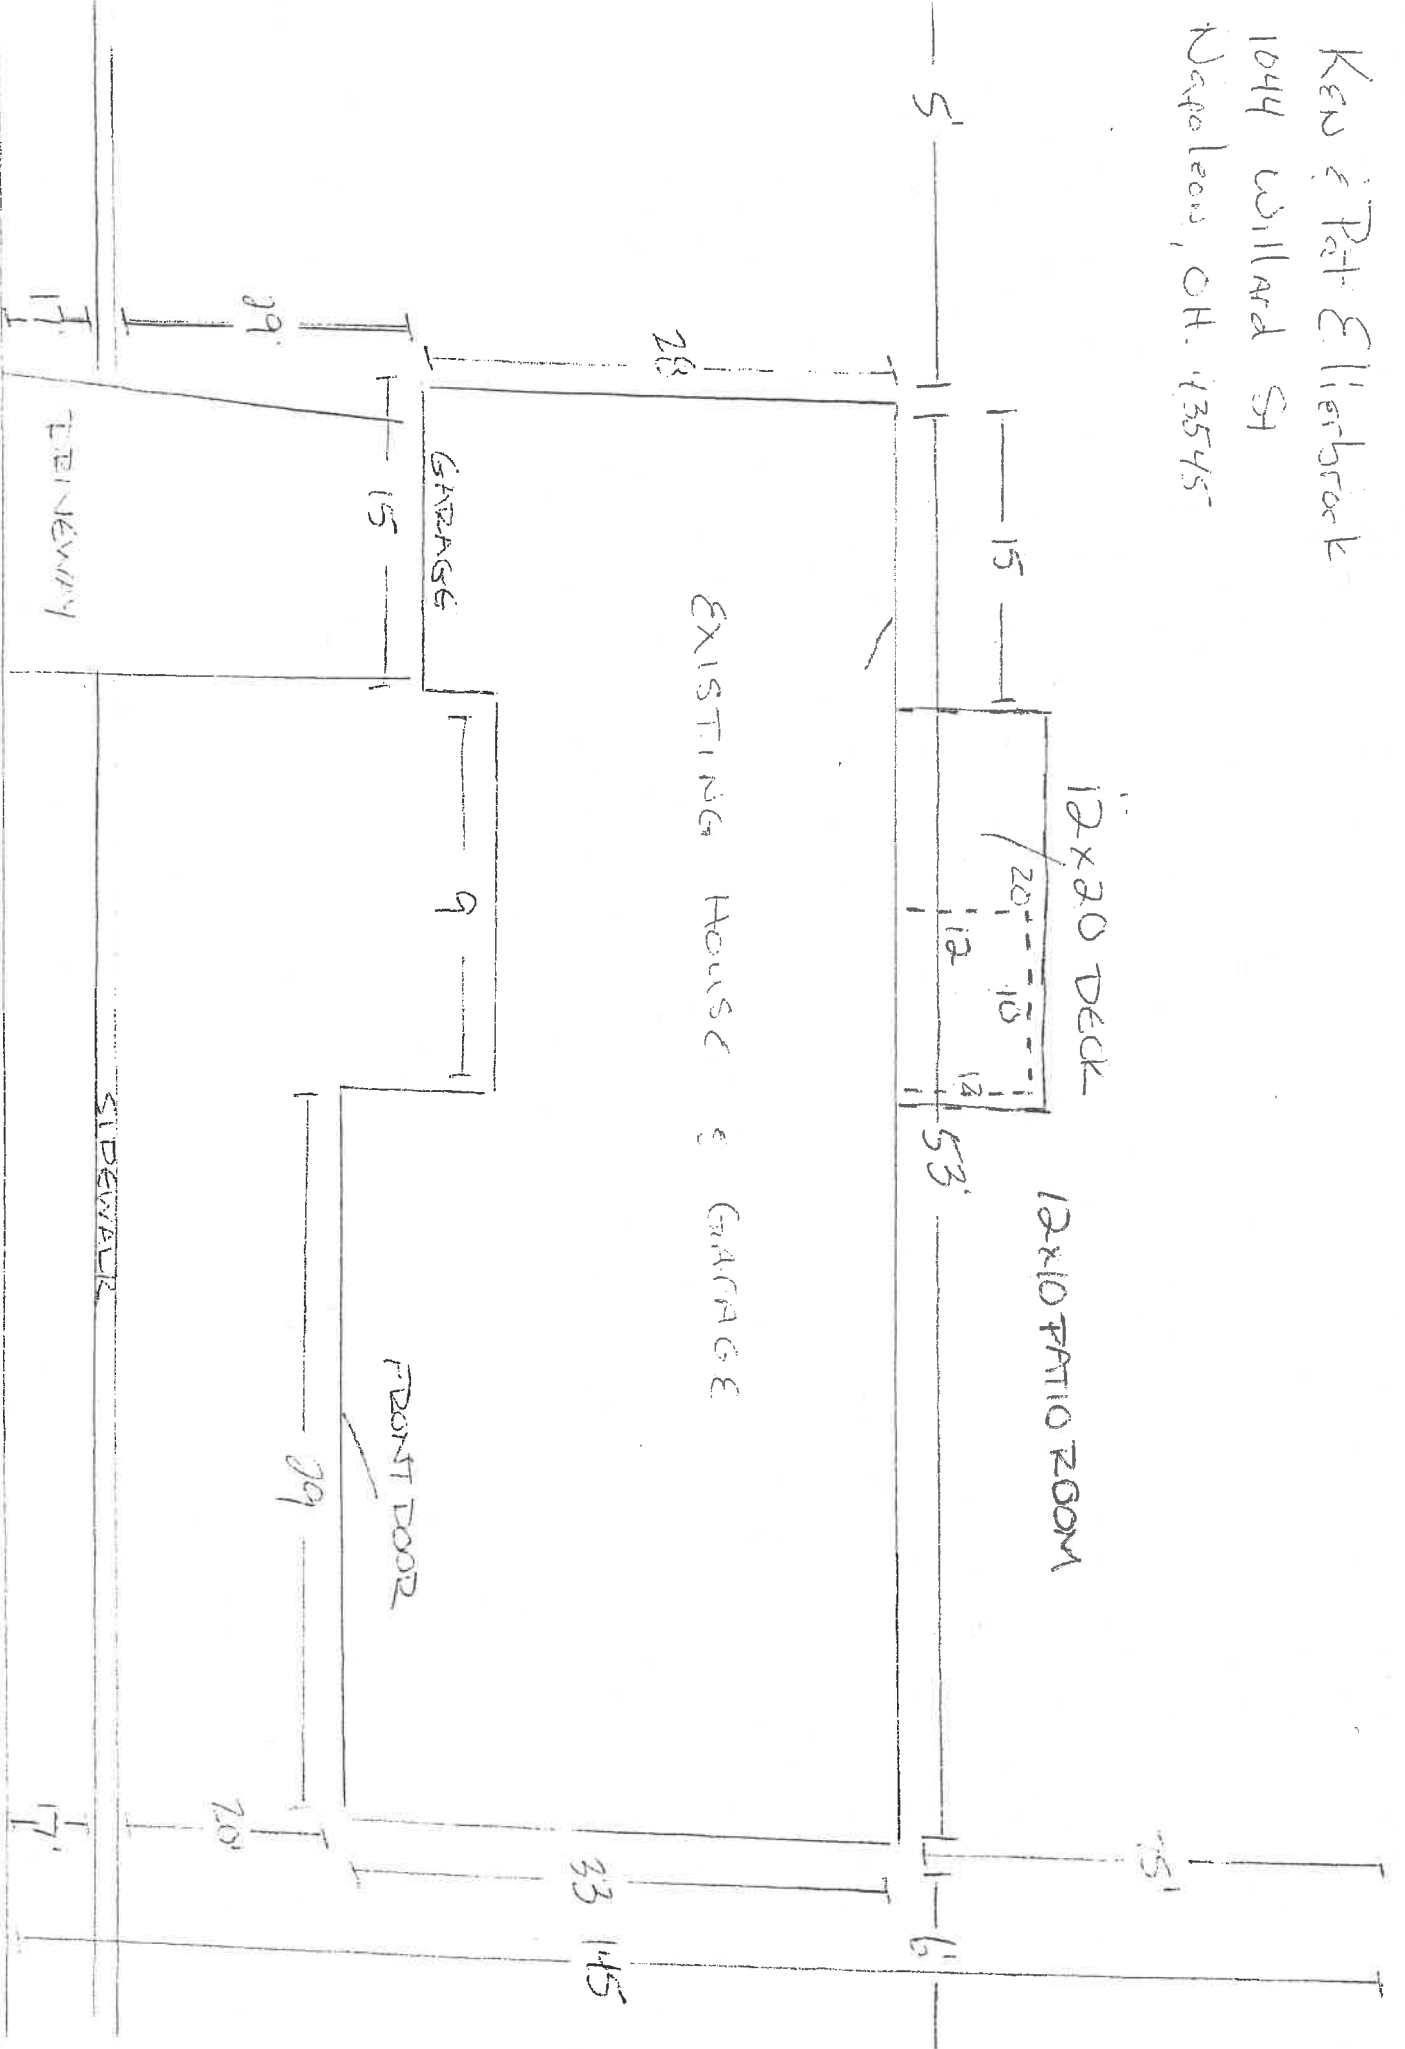 Ken & Pat Ellerbrock
1044 Willard St
Napoleon, OH. 43545
12x20 DECK
12x10 PATIO ROOM
5'
15
20
10
12
12
53'
75'
6'
28
EXISTING HOUSE & GARAGE
33
145
GARAGE
15
9
FRONT DOOR
29
29'
20'
DRIVEWAY
SIDEWALK
17'
17'